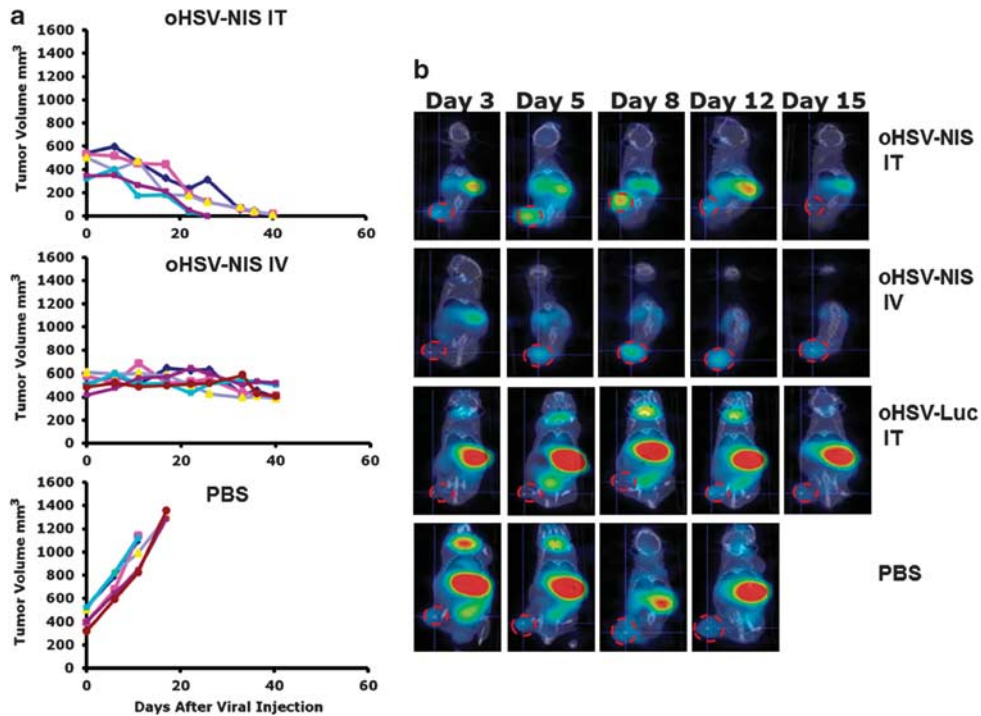 a
oHSV-NIS IT
Tumor Volume mm³
1600
1400
1200
1000
800
600
400
200
0
0 20 40 60
oHSV-NIS IV
Tumor Volume mm³
1600
1400
1200
1000
800
600
400
200
0
0 20 40 60
PBS
Tumor Volume mm³
1600
1400
1200
1000
800
600
400
200
0
0 20 40 60
Days After Viral Injection
b
Day 3 Day 5 Day 8 Day 12 Day 15
oHSV-NIS
IT
oHSV-NIS
IV
oHSV-Luc
IT
PBS